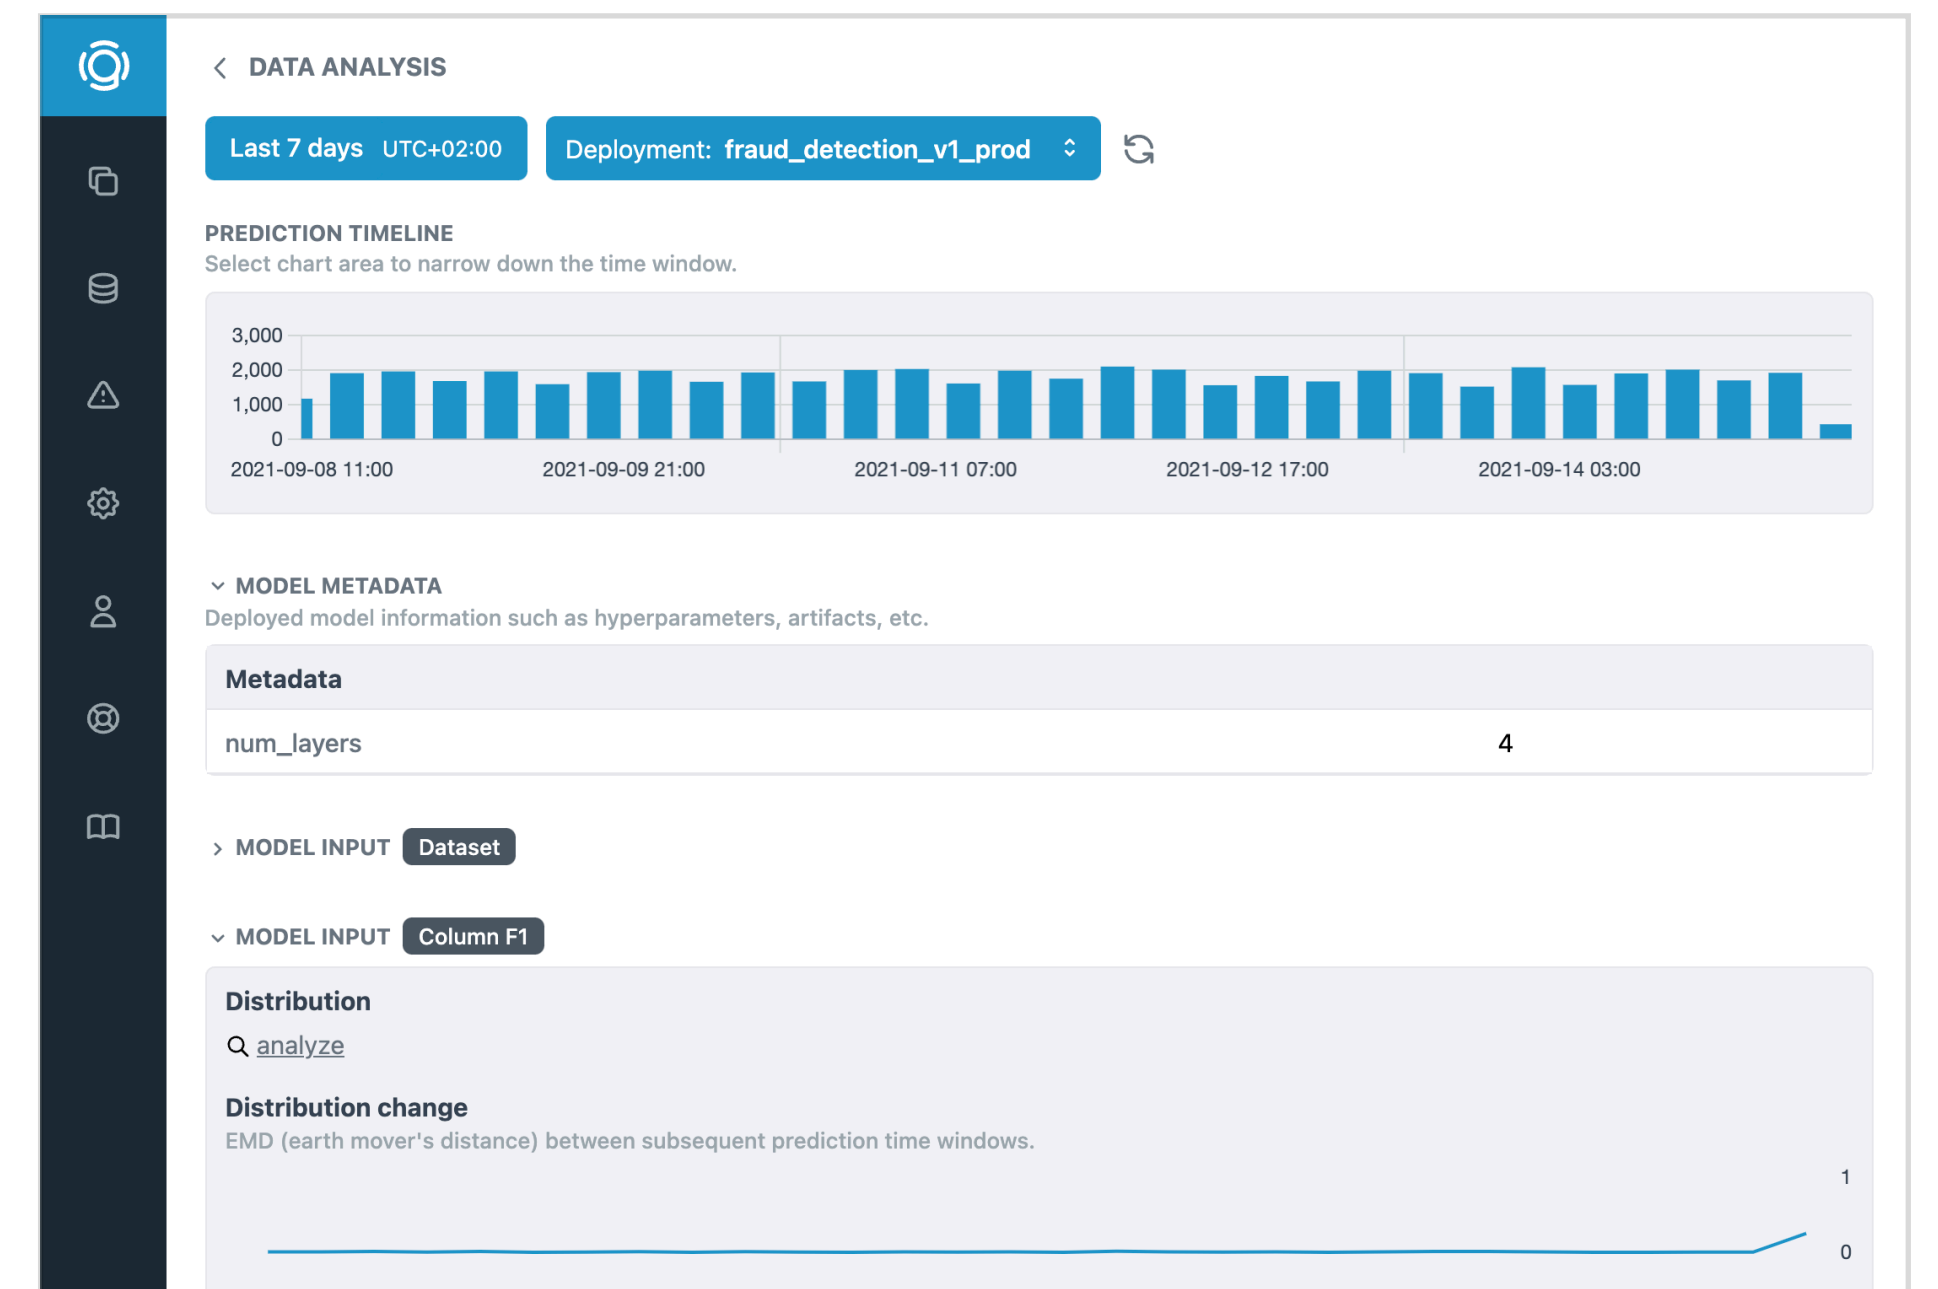 DATA ANALYSIS
Last 7 days UTC+02:00 Deployment: fraud_detection_v1_prod
PREDICTION TIMELINE
Select chart area to narrow down the time window.
3,000
2,000
1,000
0
2021-09-08 11:00 2021-09-09 21:00 2021-09-11 07:00 2021-09-12 17:00 2021-09-14 03:00
MODEL METADATA
Deployed model information such as hyperparameters, artifacts, etc.
Metadata
num_layers 4
MODEL INPUT Dataset
MODEL INPUT Column F1
Distribution
analyze
Distribution change
EMD (earth mover's distance) between subsequent prediction time windows.
1
0